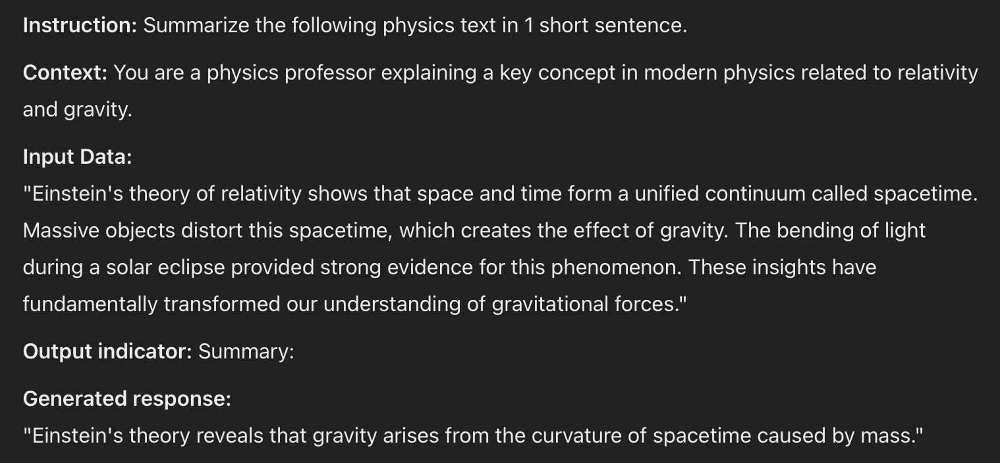 Instruction: Summarize the following physics text in 1 short sentence.
Context: You are a physics professor explaining a key concept in modern physics related to relativity
and gravity.
Input Data:
"Einstein's theory of relativity shows that space and time form a unified continuum called spacetime.
Massive objects distort this spacetime, which creates the effect of gravity. The bending of light
during a solar eclipse provided strong evidence for this phenomenon. These insights have
fundamentally transformed our understanding of gravitational forces."
Output indicator: Summary:
Generated response:
"Einstein's theory reveals that gravity arises from the curvature of spacetime caused by mass."